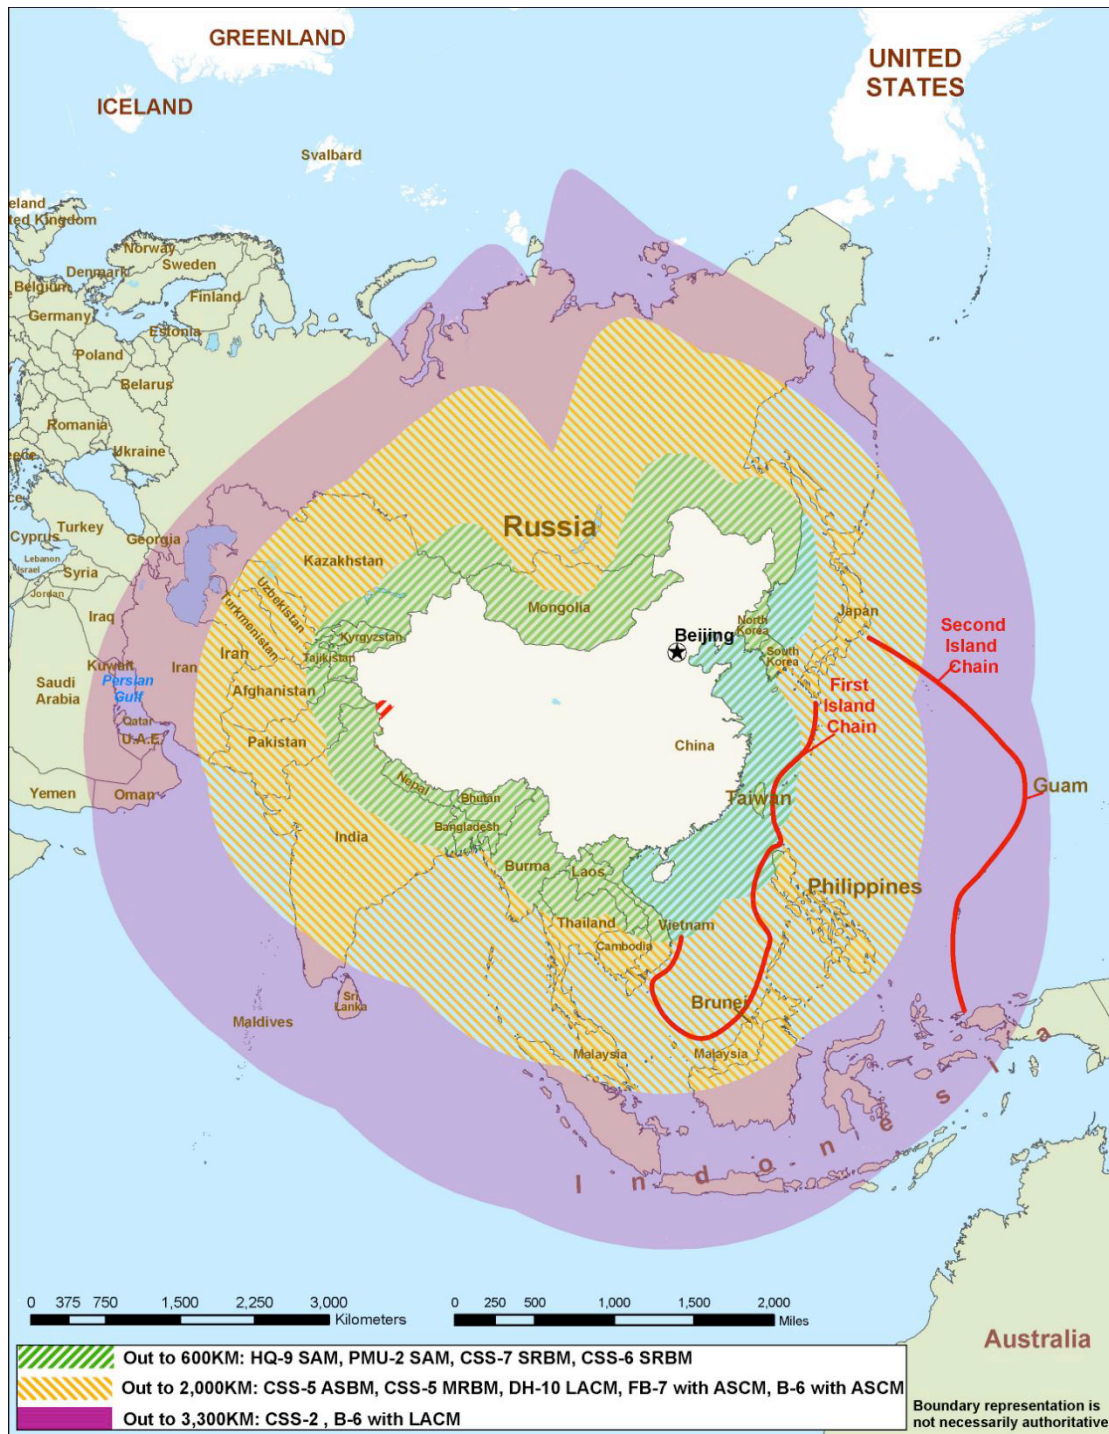 GREENLAND
UNITED
STATES
ICELAND
Svalbard
eland
ted Kingdom
Norway
Sweden
Denmark
Finland
Belgium
Germany
Estonia
Poland
Belarus
Romania
Ukraine
eece
ce
Turkey
Georgia
Cyprus
Lebanon
Israel
Syria
Jordan
Iraq
Kuwait
Saudi
Arabia
Persian
Gulf
Qatar
U.A.E.
Yemen
Oman
Iran
Russia
Kazakhstan
Uzbekistan
Turkmenistan
Iran
Kyrgyzstan
Tajikistan
Afghanistan
Pakistan
Mongolia
Beijing
North
Korea
South
Korea
Japan
Second
Island
Chain
First
Island
Chain
China
Taiwan
Guam
Nepal
Bhutan
Bangladesh
India
Burma
Laos
Thailand
Vietnam
Cambodia
Philippines
Brunei
Sri
Lanka
Maldives
Malaysia
Malaysia
Indonesia
Australia
0 375 750 1,500 2,250 3,000
Kilometers
0 250 500 1,000 1,500 2,000
Miles
Out to 600KM: HQ-9 SAM, PMU-2 SAM, CSS-7 SRBM, CSS-6 SRBM
Out to 2,000KM: CSS-5 ASBM, CSS-5 MRBM, DH-10 LACM, FB-7 with ASCM, B-6 with ASCM
Out to 3,300KM: CSS-2 , B-6 with LACM
Boundary representation is
not necessarily authoritative